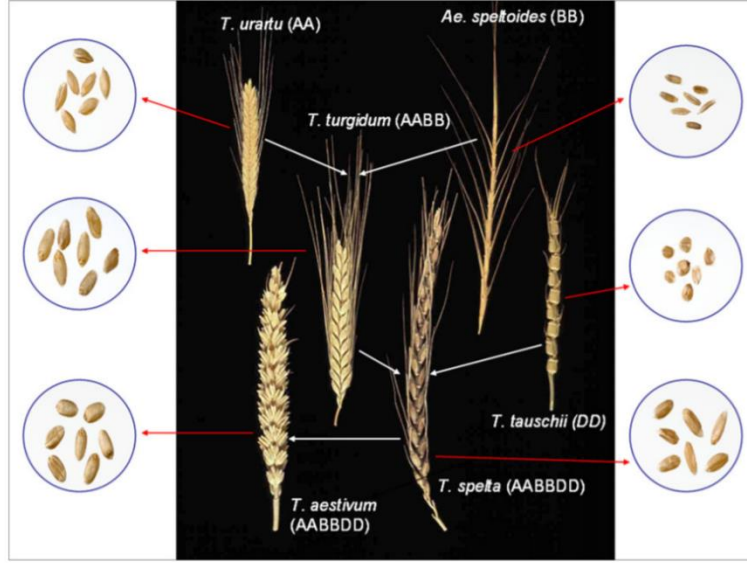 T. urartu (AA)
Ae. speltoides (BB)
T. turgidum (AABB)
T. tauschii (DD)
T. spelta (AABBDD)
T. aestivum
(AABBDD)